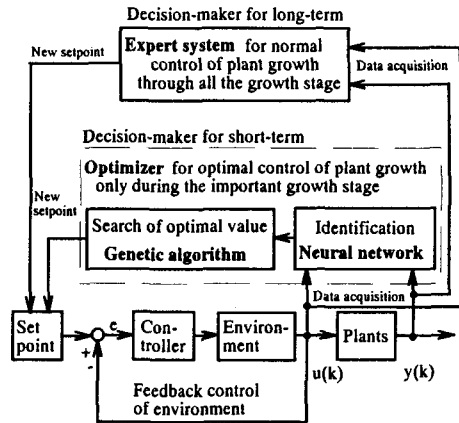 Decision-maker for long-term
New setpoint
Expert system for normal
control of plant growth
through all the growth stage
Data acquisition
Decision-maker for short-term
Optimizer for optimal control of plant growth
only during the important growth stage
New
setpoint
Search of optimal value
Genetic algorithm
Identification
Neural network
Data acquisition
Set
point
+
-
e
Con-
troller
Environ-
ment
Plants
u(k)
y(k)
Feedback control
of environment